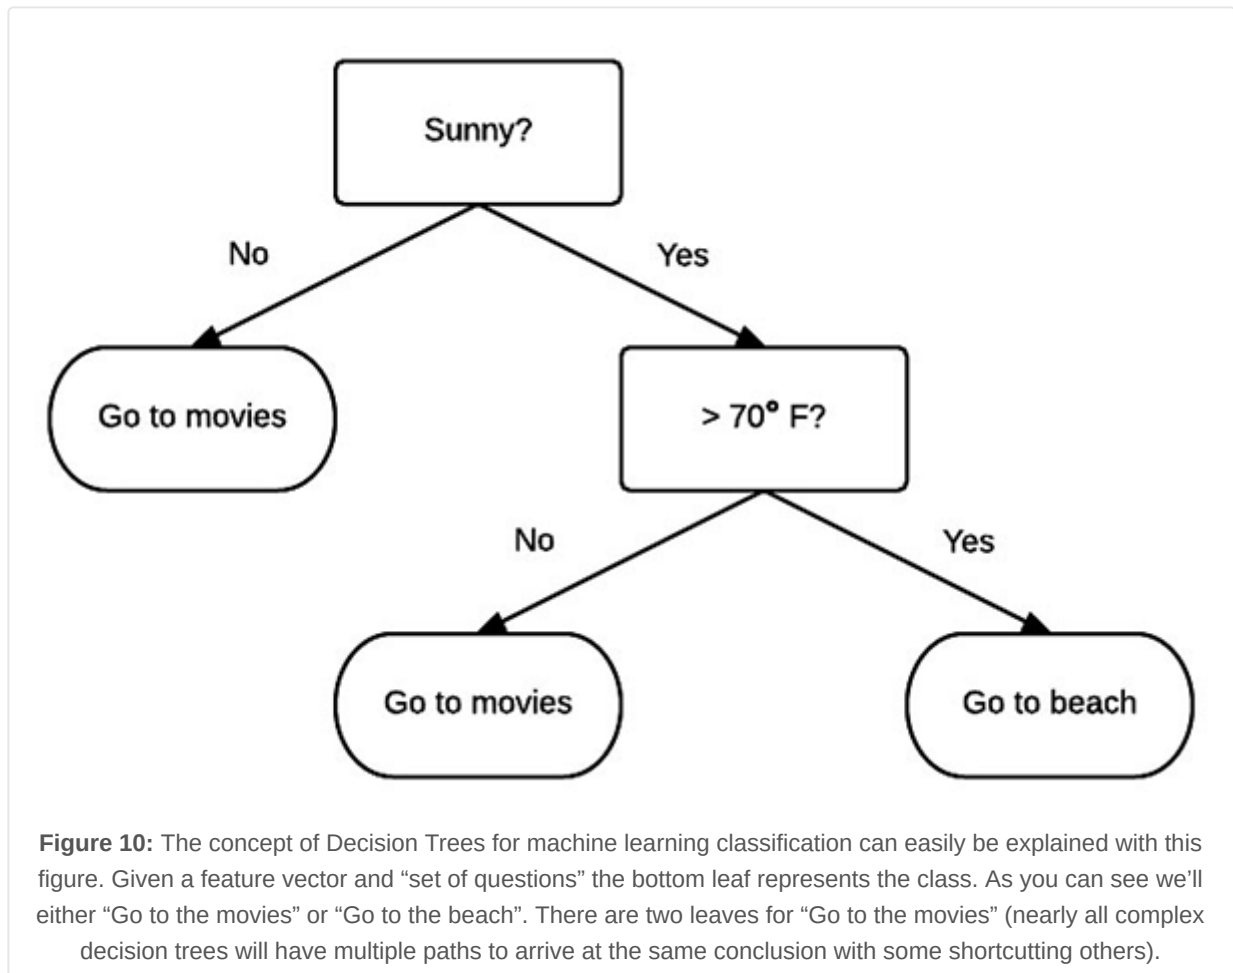 Sunny?
No
Yes
Go to movies
> 70° F?
No
Yes
Go to movies
Go to beach
Figure 10: The concept of Decision Trees for machine learning classification can easily be explained with this
figure. Given a feature vector and “set of questions” the bottom leaf represents the class. As you can see we’ll
either “Go to the movies” or “Go to the beach”. There are two leaves for “Go to the movies” (nearly all complex
decision trees will have multiple paths to arrive at the same conclusion with some shortcutting others).